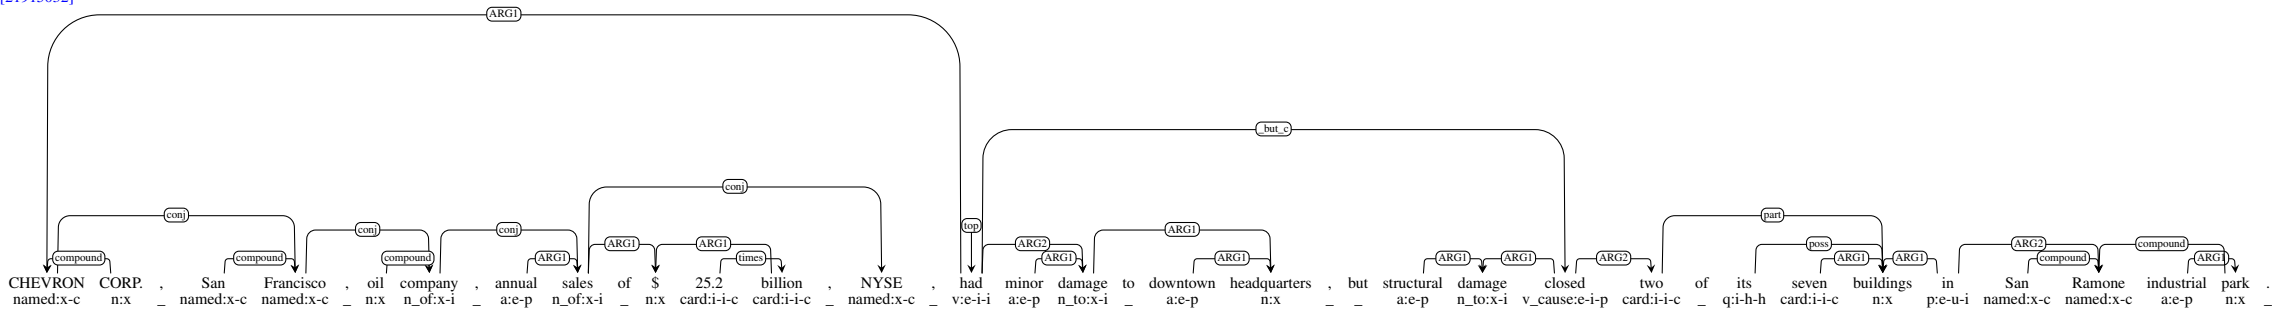 ARG1
_but_c
conj
conj part
top
conj conj ARG1 ARG1 ARG2 ARG1 poss ARG2 compound
compound compound compound ARG1 times ARG1 ARG1 ARG1 ARG1 ARG2 ARG1 ARG1 compound ARG1
CHEVRON CORP. , San Francisco , oil company , annual sales of $ 25.2 billion , NYSE , had minor damage to downtown headquarters , but structural damage closed two of its seven buildings in San Ramone industrial park .
named:x-c n:x _ named:x-c named:x-c _ n:x n_of:x-i _ a:e-p n_of:x-i _ n:x card:i-i-c card:i-i-c _ named:x-c _ v:e-i-i a:e-p n_to:x-i _ a:e-p n:x _ _ a:e-p n_to:x-i v_cause:e-i-p card:i-i-c _ q:i-h-h card:i-i-c n:x p:e-u-i named:x-c named:x-c a:e-p n:x _